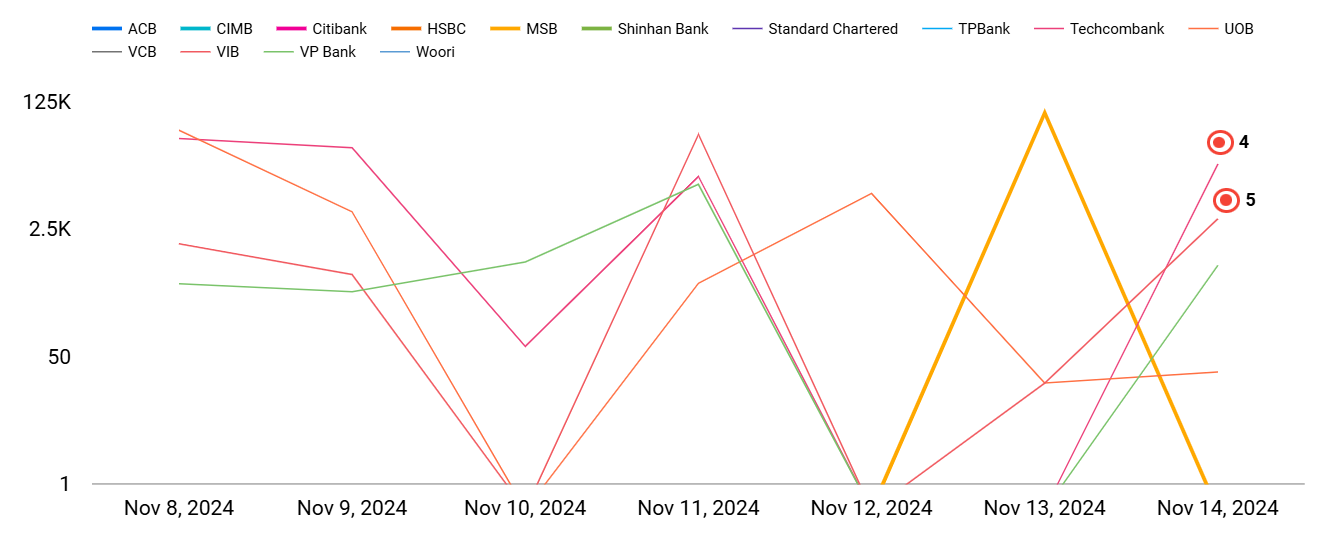 ACB CIMB Citibank HSBC MSB Shinhan Bank Standard Chartered TPBank Techcombank UOB
VCB VIB VP Bank Woori
125K
4
5
2.5K
50
1
Nov 8, 2024 Nov 9, 2024 Nov 10, 2024 Nov 11, 2024 Nov 12, 2024 Nov 13, 2024 Nov 14, 2024